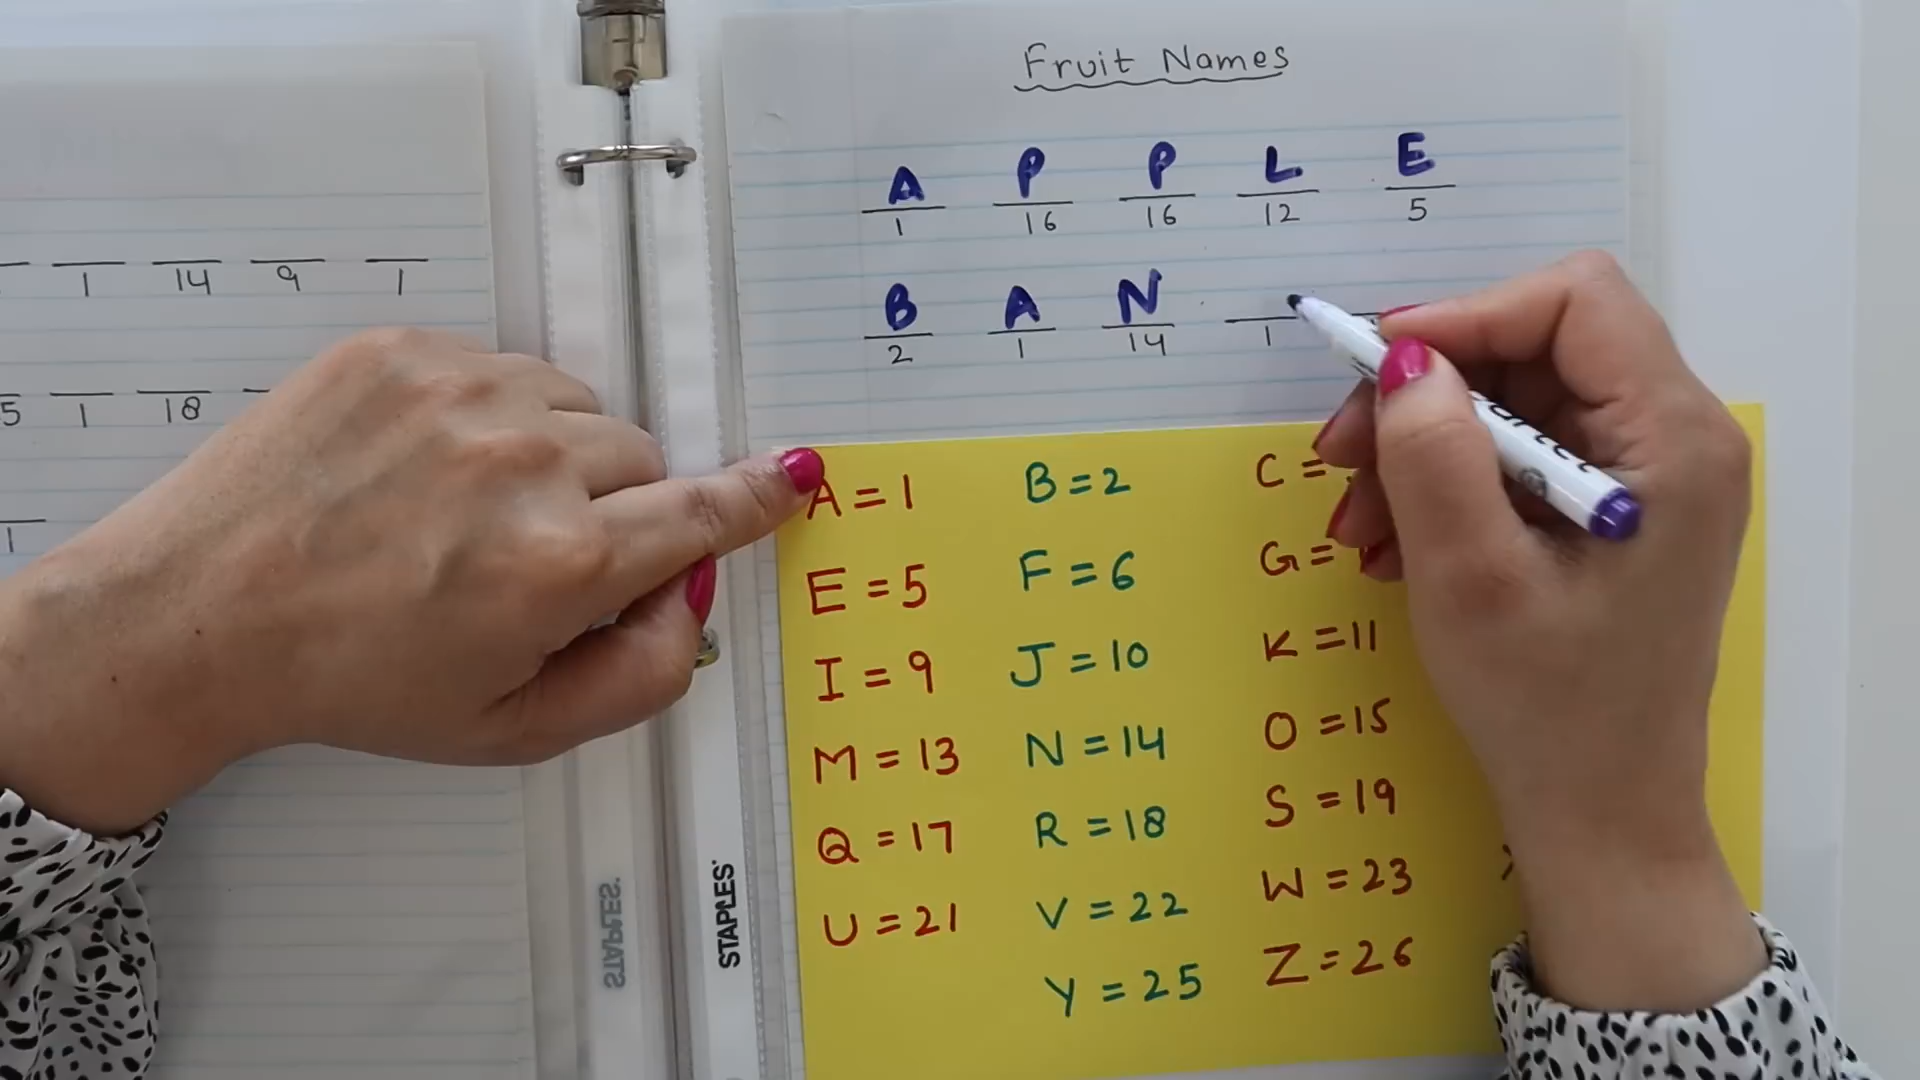 Fruit Names
A P P L E
1 16 16 12 5
B A N
2 1 14 1
1 14 9 1
5 1 18
1
A = 1 B = 2 C =
E = 5 F = 6 G =
I = 9 J = 10 K = 11
M = 13 N = 14 O = 15
Q = 17 R = 18 S = 19
U = 21 V = 22 W = 23
Y = 25 Z = 26
STAPLES
STAPLES